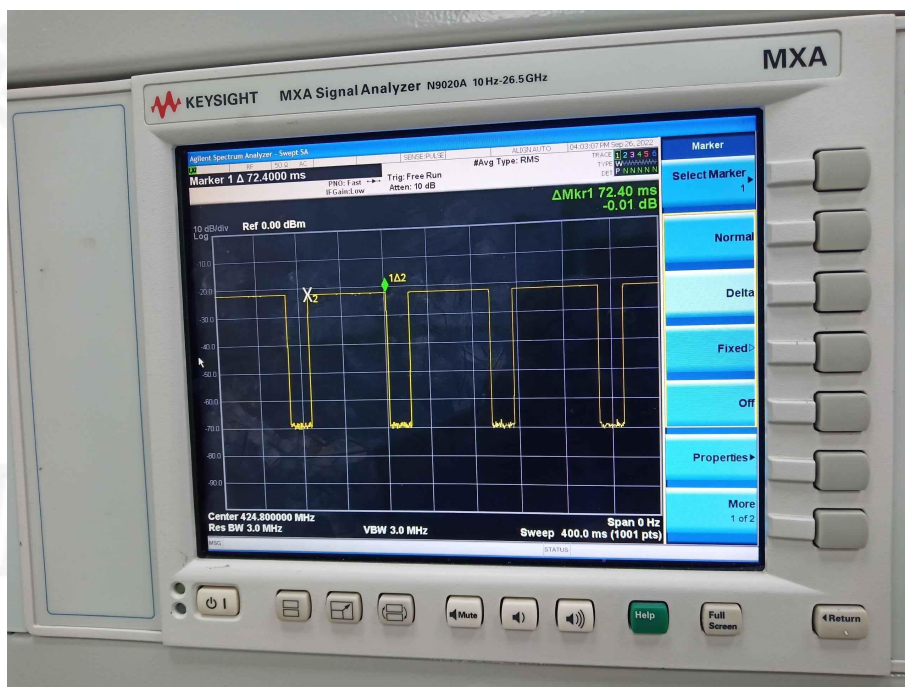 MXA
KEYSIGHT MXA Signal Analyzer N9020A 10Hz-26.5GHz
Agilent Spectrum Analyzer - Swept SA
RF 50 Ω AC SENSE:PULSE ALIGN AUTO 04:03:07 PM Sep 26, 2022
Marker 1 Δ 72.4000 ms
PNO: Fast
IFGain:Low
Trig: Free Run
Atten: 10 dB
#Avg Type: RMS
TRACE 1 2 3 4 5 6
TYPE W
DET P N N N N N
ΔMkr1 72.40 ms
-0.01 dB
10 dB/div
Log
Ref 0.00 dBm
-10.0
-20.0
-30.0
-40.0
-50.0
-60.0
-70.0
-80.0
-90.0
X2
1Δ2
Center 424.800000 MHz
Res BW 3.0 MHz
VBW 3.0 MHz
Span 0 Hz
Sweep 400.0 ms (1001 pts)
MSG
STATUS
Marker
Select Marker
1
Normal
Delta
Fixed
Off
Properties
More
1 of 2
Mute
Help
Full
Screen
Return